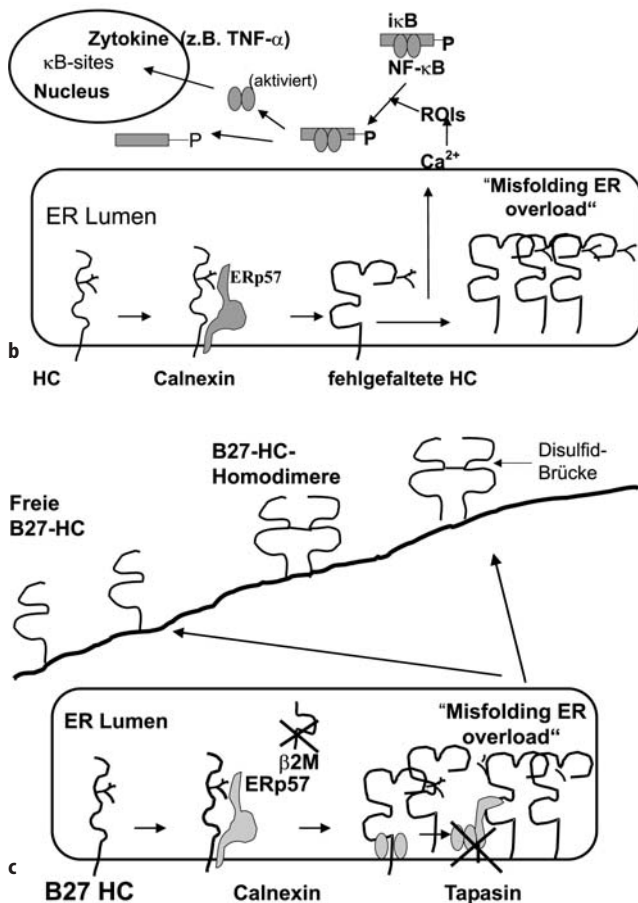 Zytokine (z.B. TNF-α)
κB-sites
Nucleus
(aktiviert)
iκB
P
NF-κB
ROIs
P
P
Ca²⁺
"Misfolding ER
overload“
ER Lumen
ERp57
b
HC
Calnexin
fehlgefaltete HC
B27-HC-
Homodimere
Disulfid-
Brücke
Freie
B27-HC
ER Lumen
"Misfolding ER
overload“
β2M
ERp57
c
B27 HC
Calnexin
Tapasin